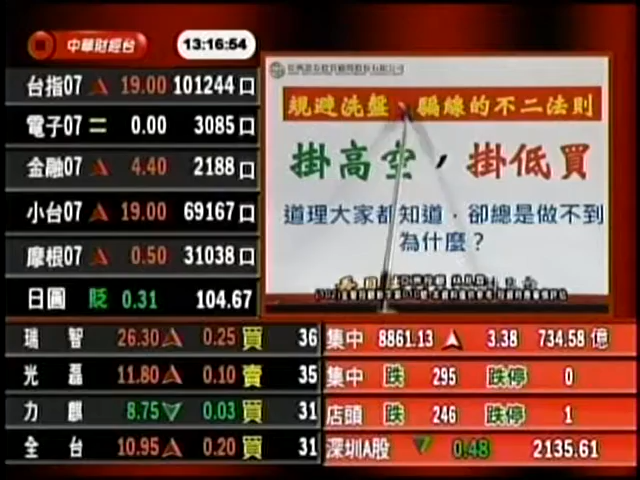 中華財經台
13:16:54
台指07 19.00 101244口
電子07 0.00 3085口
金融07 4.40 2188口
小台07 19.00 69167口
摩根07 0.50 31038口
日圓 貶 0.31 104.67
規避洗盤、騙線的不二法則
掛高空，掛低買
道理大家都知道，卻總是做不到
為什麼？
瑞智 26.30 0.25 買 36
光磊 11.80 0.10 賣 35
力麒 8.75 0.03 買 31
全台 10.95 0.20 買 31
集中 8861.13 3.38 734.58億
集中 跌 295 跌停 0
店頭 跌 246 跌停 1
深圳A股 0.48 2135.61